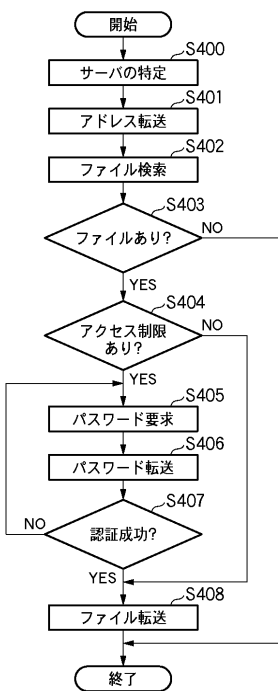 開始
S400
サーバの特定
S401
アドレス転送
S402
ファイル検索
S403
ファイルあり?
NO
YES
S404
アクセス制限
あり?
NO
YES
S405
パスワード要求
S406
パスワード転送
S407
認証成功?
NO
YES
S408
ファイル転送
終了